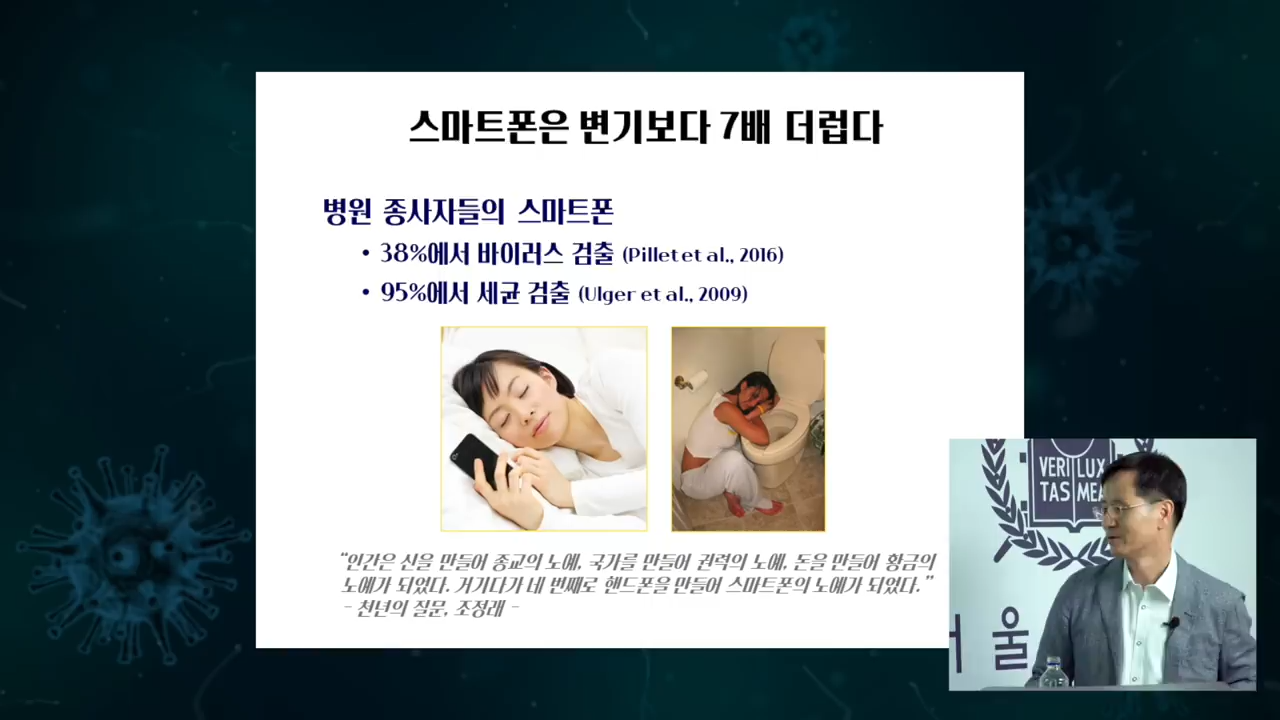 스마트폰은 변기보다 7배 더럽다
병원 종사자들의 스마트폰
• 38%에서 바이러스 검출 (Pillet et al., 2016)
• 95%에서 세균 검출 (Ulger et al., 2009)
“인간은 신을 만들어 종교의 노예, 국가를 만들어 권력의 노예, 돈을 만들어 황금의
노예가 되었다. 거기다가 네 번째로 핸드폰을 만들어 스마트폰의 노예가 되었다.”
- 천년의 질문, 조정래 -
VERI LUX
TAS MEA
서울